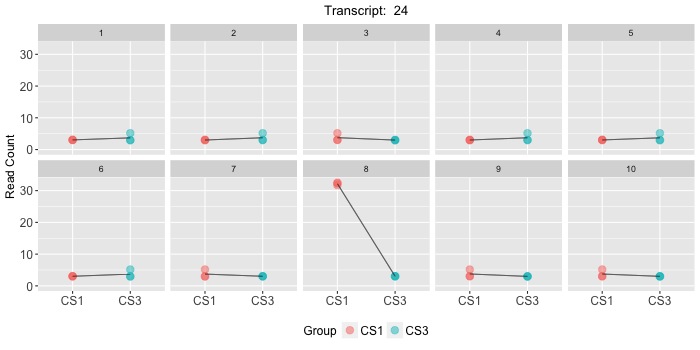 Transcript:  24
1 2 3 4 5
30
20
10
0
Read Count
6 7 8 9 10
30
20
10
0
CS1 CS3 CS1 CS3 CS1 CS3 CS1 CS3 CS1 CS3
Group CS1 CS3